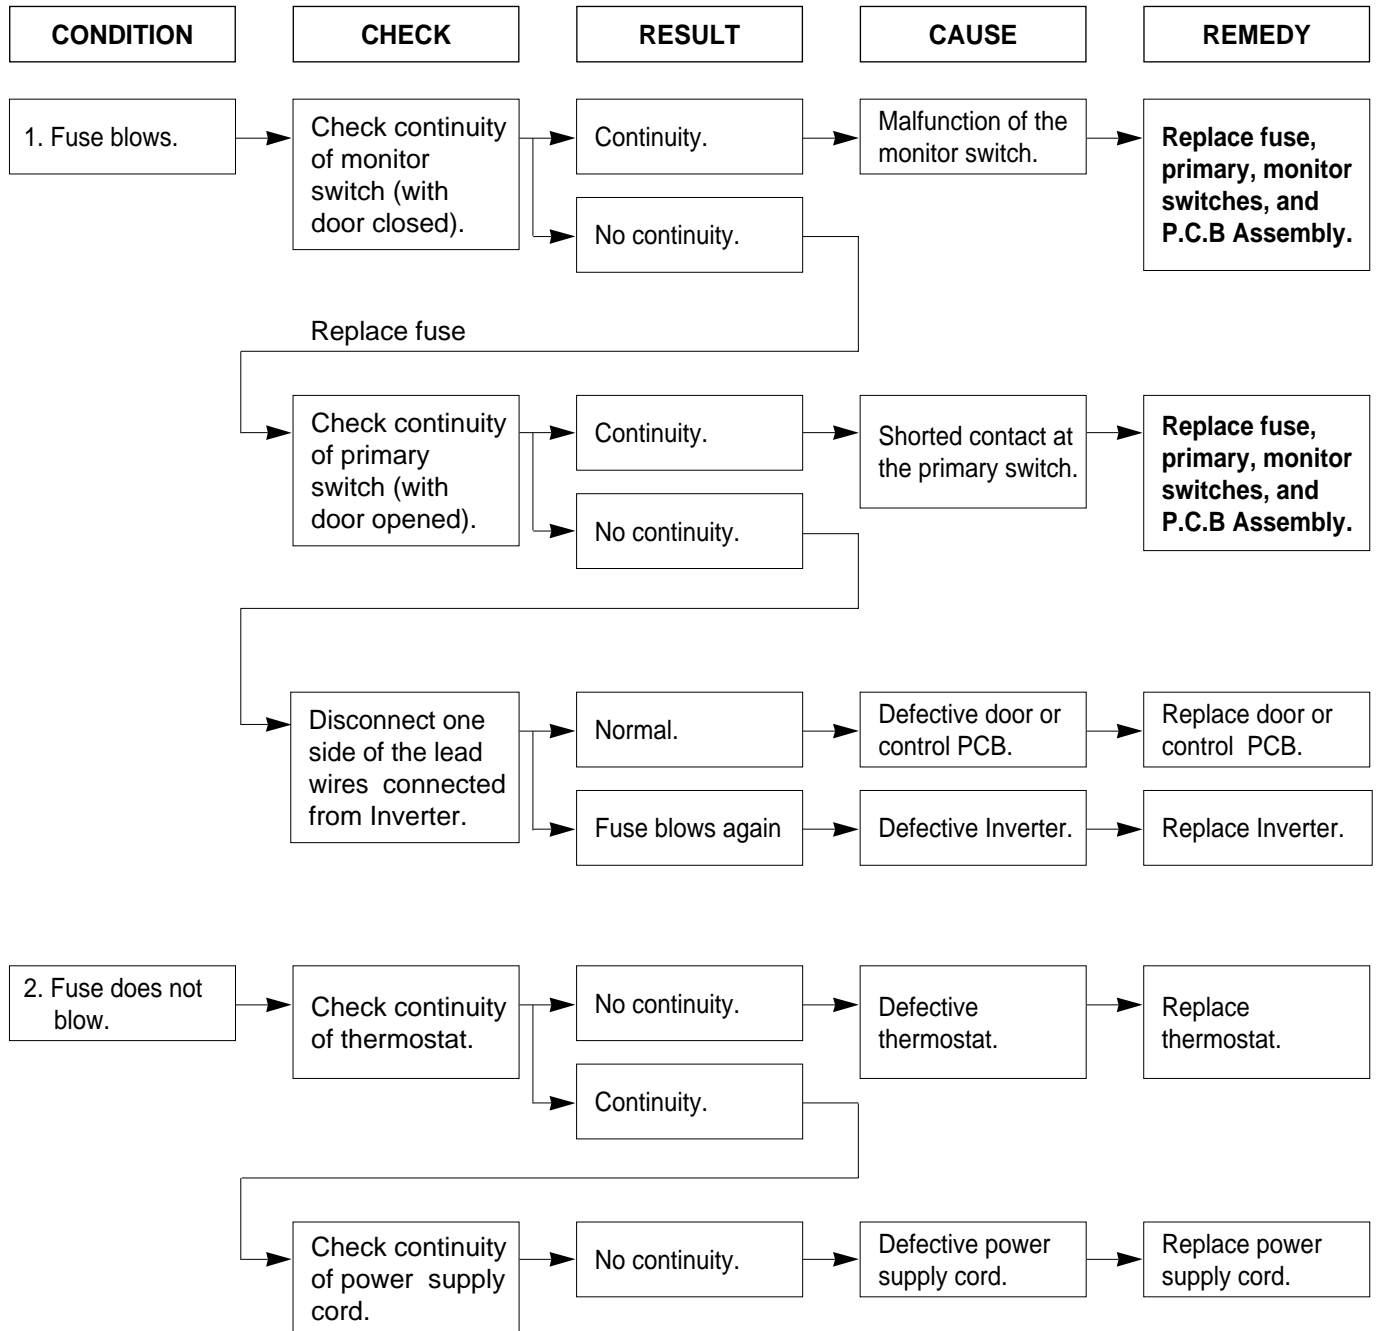 CONDITION
CHECK
RESULT
CAUSE
REMEDY
1. Fuse blows.
Check continuity
of monitor
switch (with
door closed).
Continuity.
Malfunction of the
monitor switch.
Replace fuse,
primary, monitor
switches, and
P.C.B Assembly.
No continuity.
Replace fuse
Check continuity
of primary
switch (with
door opened).
Continuity.
Shorted contact at
the primary switch.
Replace fuse,
primary, monitor
switches, and
P.C.B Assembly.
No continuity.
Disconnect one
side of the lead
wires connected
from Inverter.
Normal.
Defective door or
control PCB.
Replace door or
control PCB.
Fuse blows again
Defective Inverter.
Replace Inverter.
2. Fuse does not
blow.
Check continuity
of thermostat.
No continuity.
Defective
thermostat.
Replace
thermostat.
Continuity.
Check continuity
of power supply
cord.
No continuity.
Defective power
supply cord.
Replace power
supply cord.